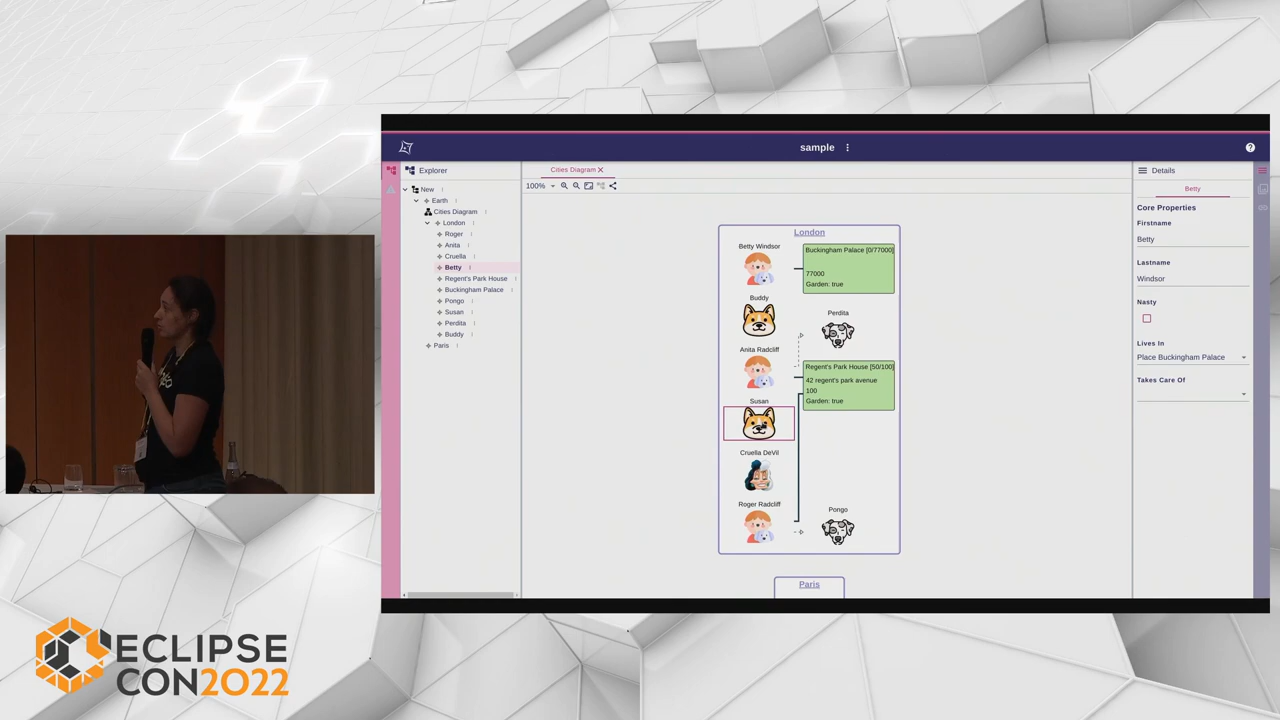 sample
Explorer
New
Earth
Cities Diagram
London
Roger
Anita
Cruella
Betty
Regent's Park House
Buckingham Palace
Pongo
Susan
Perdita
Buddy
Paris
Cities Diagram
100%
London
Betty Windsor
Buckingham Palace [0/77000]
77000
Garden: true
Buddy
Perdita
Anita Radcliff
Regent's Park House [50/100]
42 regent's park avenue
100
Garden: true
Susan
Cruella DeVil
Roger Radcliff
Pongo
Paris
Details
Betty
Core Properties
Firstname
Betty
Lastname
Windsor
Nasty
Lives In
Place Buckingham Palace
Takes Care Of
ECLIPSE
CON2022